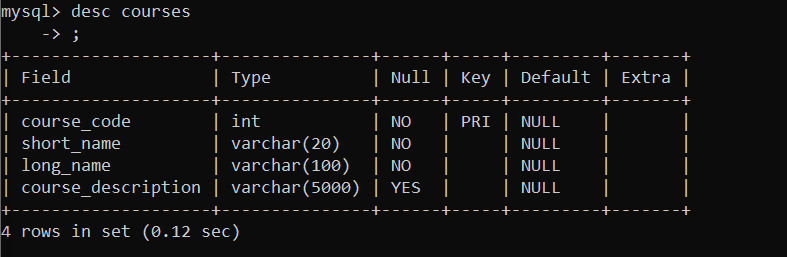 mysql> desc courses
    -> ;
+--------------------+---------------+------+-----+---------+-------+
| Field              | Type          | Null | Key | Default | Extra |
+--------------------+---------------+------+-----+---------+-------+
| course_code        | int           | NO   | PRI | NULL    |       |
| short_name         | varchar(20)   | NO   |     | NULL    |       |
| long_name          | varchar(100)  | NO   |     | NULL    |       |
| course_description | varchar(5000) | YES  |     | NULL    |       |
+--------------------+---------------+------+-----+---------+-------+
4 rows in set (0.12 sec)